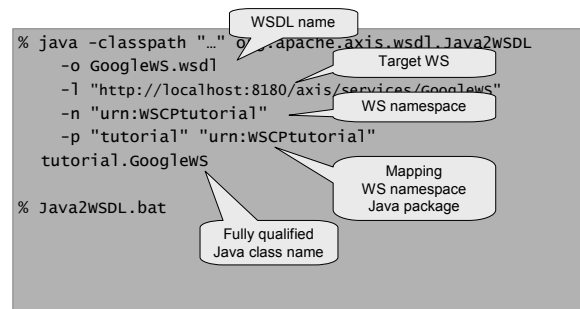 WSDL name
% java -classpath "…" org.apache.axis.wsdl.Java2WSDL
-o GoogleWS.wsdl
Target WS
-l "http://localhost:8180/axis/services/GoogleWS"
WS namespace
-n "urn:WSCPtutorial"
-p "tutorial" "urn:WSCPtutorial"
tutorial.GoogleWS
Mapping
WS namespace
Java package
% Java2WSDL.bat
Fully qualified
Java class name